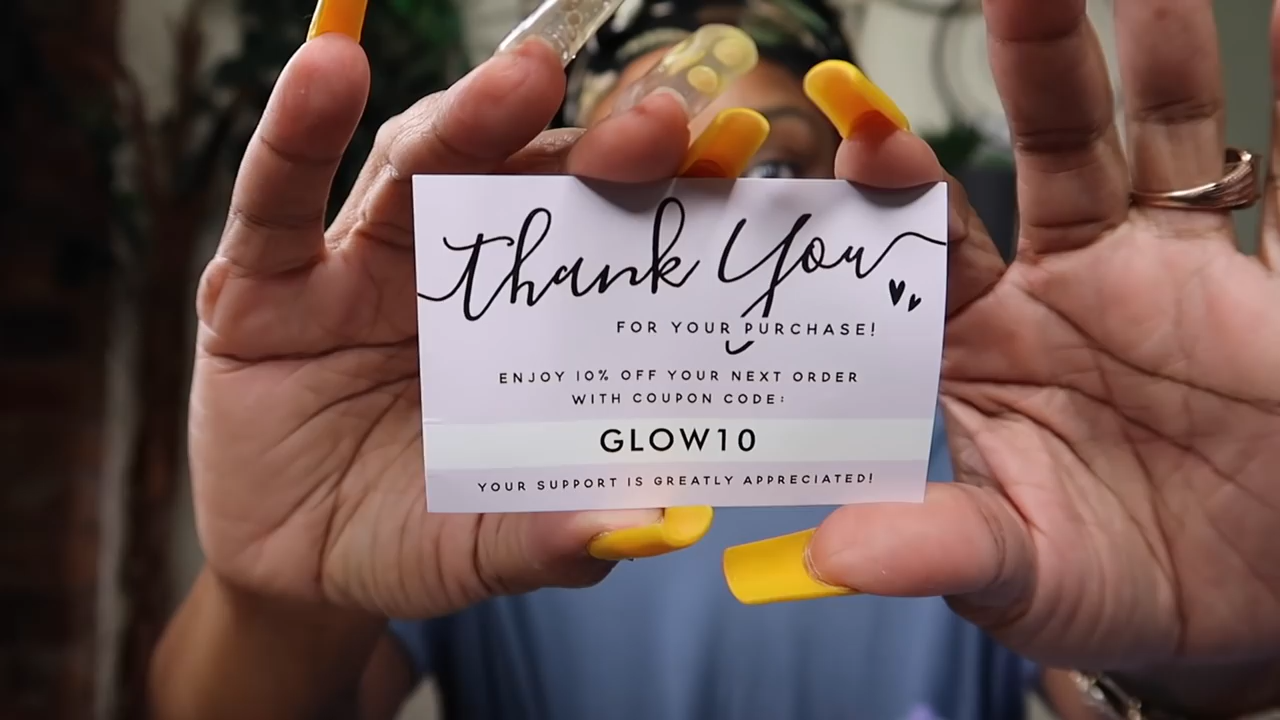 thank you
FOR YOUR PURCHASE!
ENJOY 10% OFF YOUR NEXT ORDER
WITH COUPON CODE:
GLOW10
YOUR SUPPORT IS GREATLY APPRECIATED!